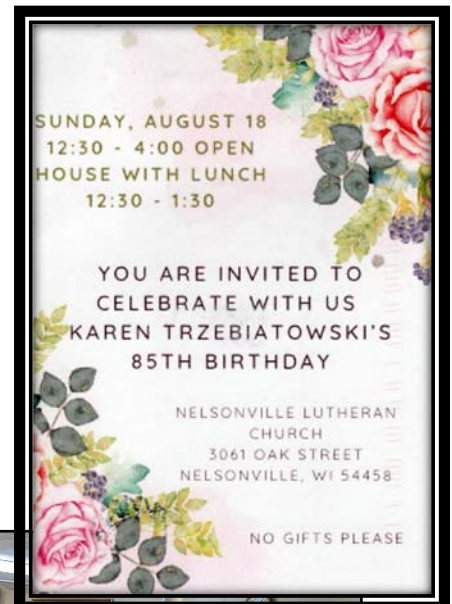 SUNDAY, AUGUST 18
12:30 - 4:00 OPEN
HOUSE WITH LUNCH
12:30 - 1:30
YOU ARE INVITED TO
CELEBRATE WITH US
KAREN TRZEBIATOWSKI'S
85TH BIRTHDAY
NELSONVILLE LUTHERAN
CHURCH
3061 OAK STREET
NELSONVILLE, WI 54458
NO GIFTS PLEASE